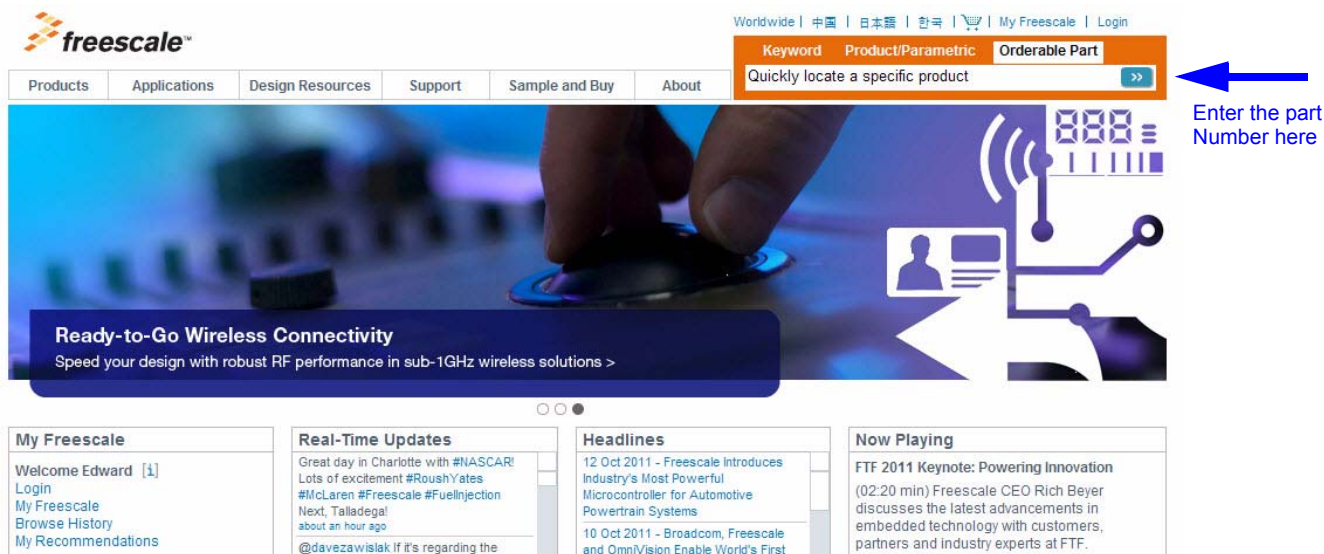 freescale™
Worldwide | 中国 | 日本語 | 한국 | | My Freescale | Login
Keyword Product/Parametric Orderable Part
Quickly locate a specific product »
Products Applications Design Resources Support Sample and Buy About
Enter the part
Number here
888
Ready-to-Go Wireless Connectivity
Speed your design with robust RF performance in sub-1GHz wireless solutions >
My Freescale
Welcome Edward [i]
Login
My Freescale
Browse History
My Recommendations
Real-Time Updates
Great day in Charlotte with #NASCAR!
Lots of excitement #RoushYates
#McLaren #Freescale #FuelInjection
Next, Talladega!
about an hour ago
@davezawislak If it's regarding the
Headlines
12 Oct 2011 - Freescale Introduces
Industry's Most Powerful
Microcontroller for Automotive
Powertrain Systems
10 Oct 2011 - Broadcom, Freescale
and OmniVision Enable World's First
Now Playing
FTF 2011 Keynote: Powering Innovation
(02:20 min) Freescale CEO Rich Beyer
discusses the latest advancements in
embedded technology with customers,
partners and industry experts at FTF.